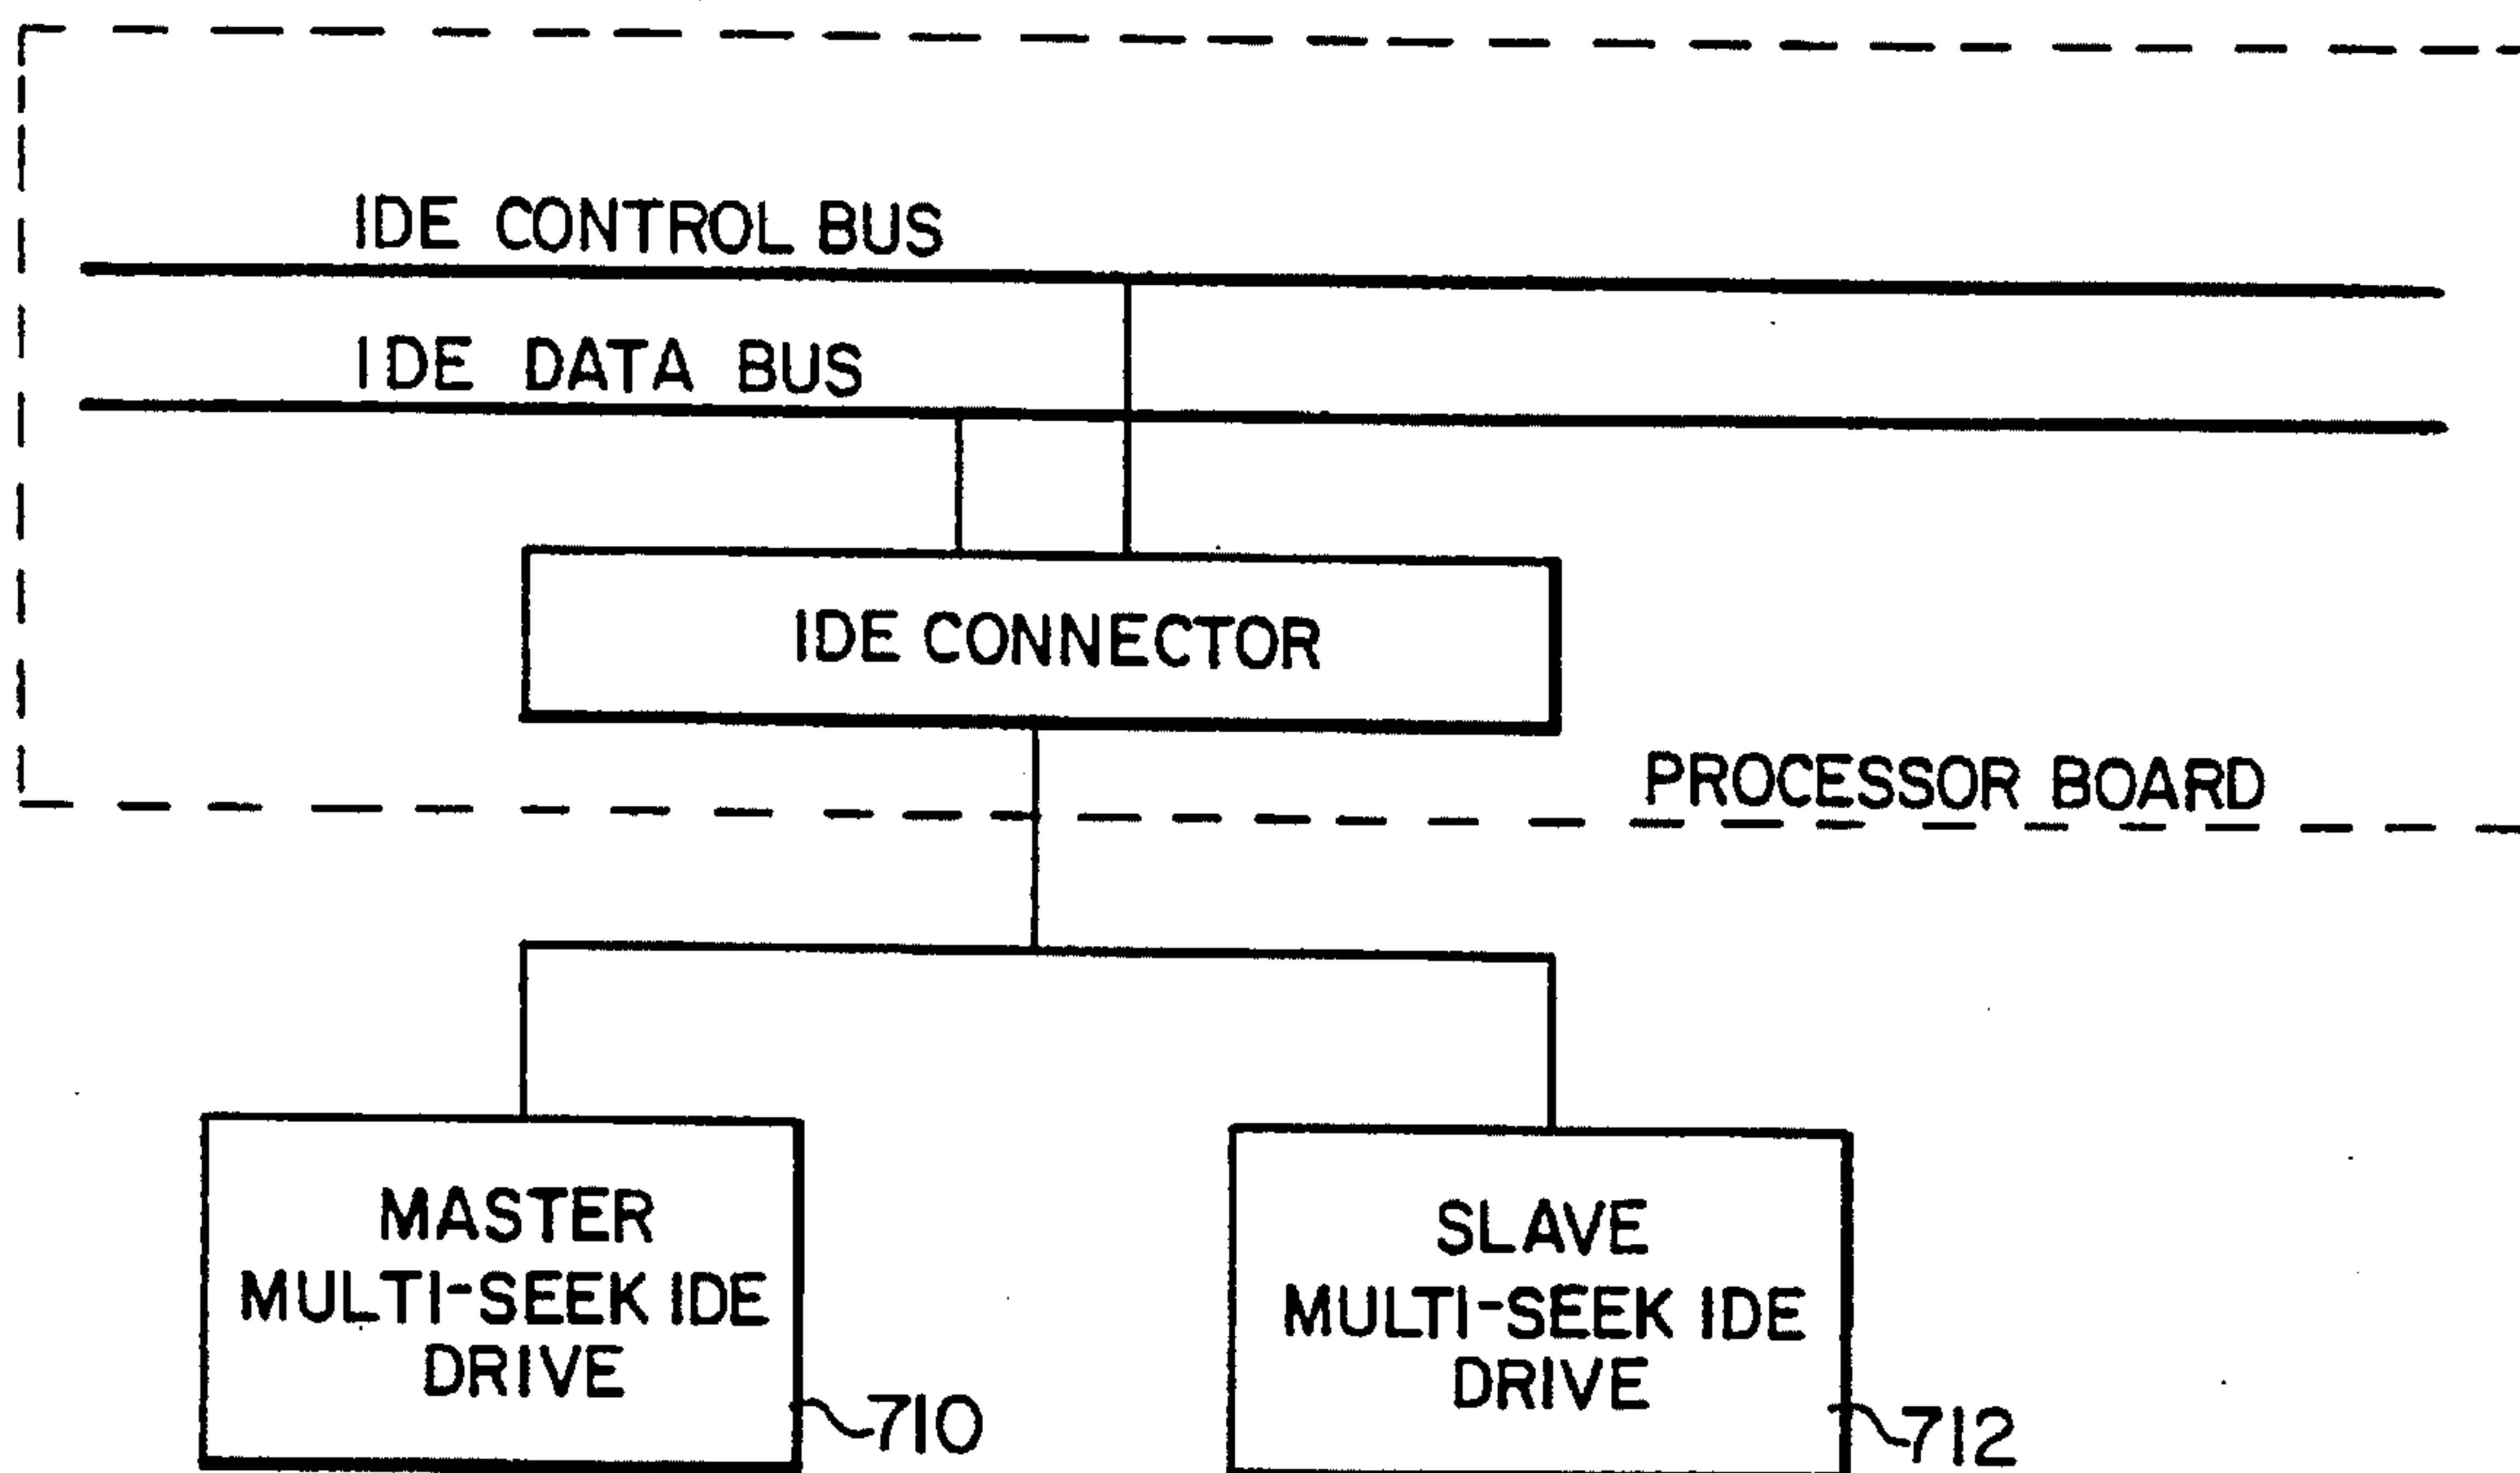 IDE CONTROL BUS
IDE DATA BUS
IDE CONNECTOR
PROCESSOR BOARD
MASTER
MULTI-SEEK IDE
DRIVE
710
SLAVE
MULTI-SEEK IDE
DRIVE
712